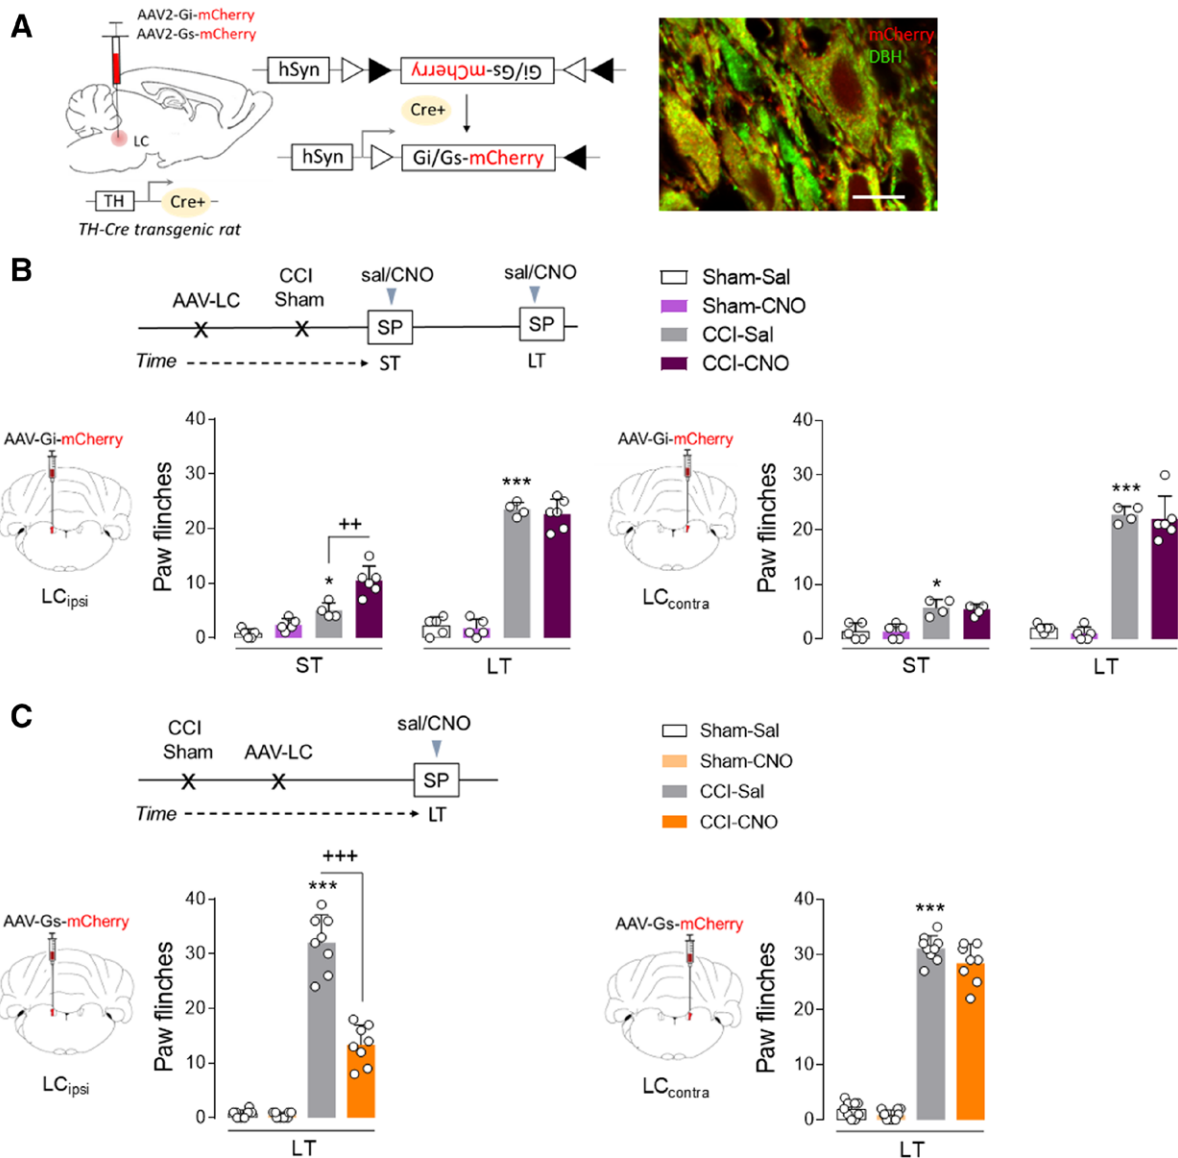 A
AAV2-Gi-mCherry
AAV2-Gs-mCherry
LC
TH
Cre+
TH-Cre transgenic rat
hSyn
Gi/Gs-mCherry
Cre+
hSyn
Gi/Gs-mCherry
mCherry
DBH
B
AAV-LC
CCI
Sham
sal/CNO
sal/CNO
SP
SP
Time
ST
LT
Sham-Sal
Sham-CNO
CCI-Sal
CCI-CNO
AAV-Gi-mCherry
LCipsi
Paw flinches
40
30
20
10
0
*
++
***
ST
LT
AAV-Gi-mCherry
LCcontra
Paw flinches
40
30
20
10
0
*
***
ST
LT
C
CCI
Sham
AAV-LC
sal/CNO
SP
Time
LT
Sham-Sal
Sham-CNO
CCI-Sal
CCI-CNO
AAV-Gs-mCherry
LCipsi
Paw flinches
40
30
20
10
0
+++
***
LT
AAV-Gs-mCherry
LCcontra
Paw flinches
40
30
20
10
0
***
LT